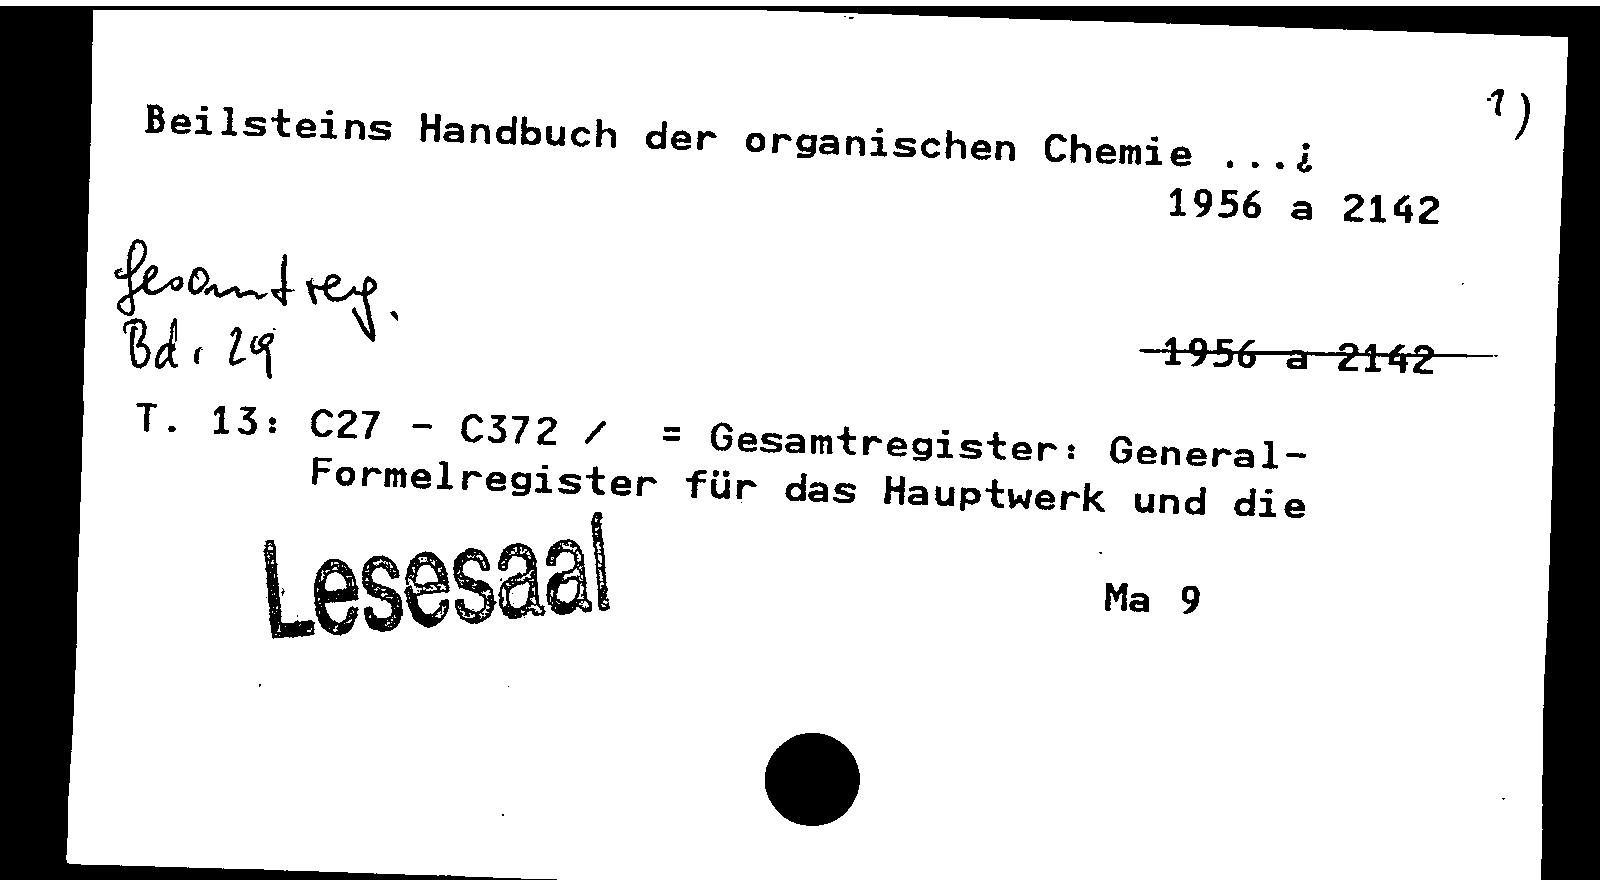 1)
Beilsteins Handbuch der organischen Chemie ...;
1956 a 2142
Gesamtreg.
Bd. 29
1956 a 2142
T. 13: C27 - C372 / = Gesamtregister: General-
Formelregister für das Hauptwerk und die
Lesesaal
Ma 9